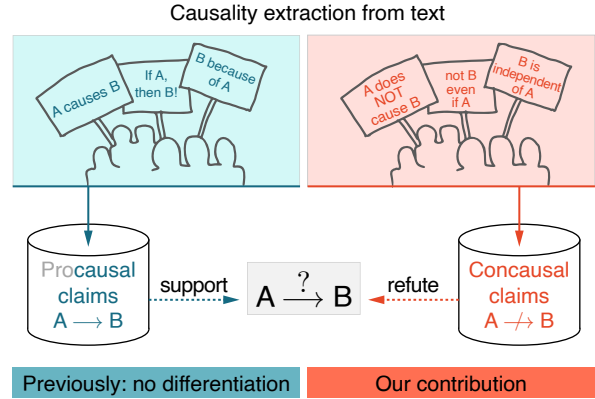 Causality extraction from text
A causes B
If A,
then B!
B because
of A
A does
NOT
cause B
not B
even
if A
B is
independent
of A
Procausal
claims
A ⟶ B
support
A ⟶ B
?
refute
Concausal
claims
A ↛ B
Previously: no differentiation
Our contribution